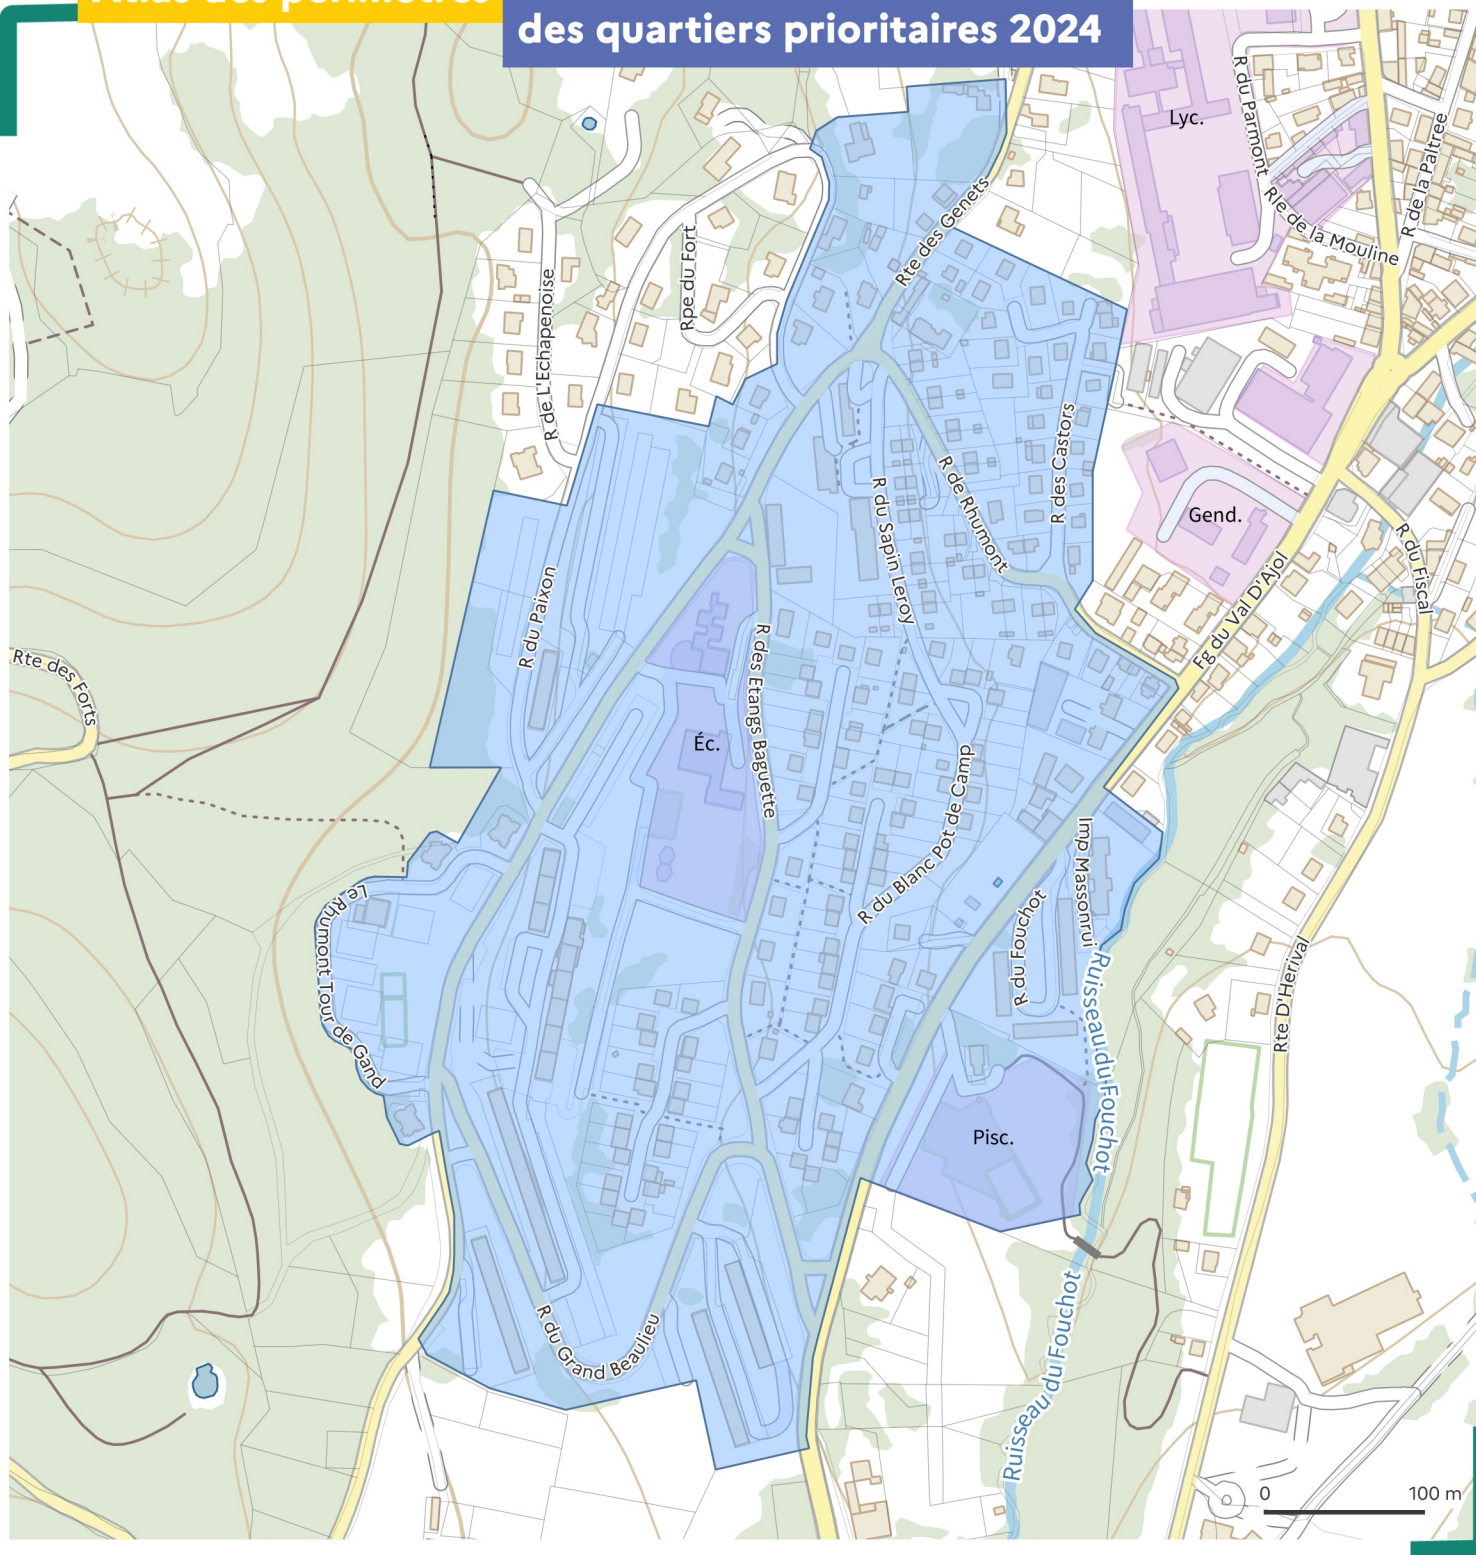 Atlas des périmètres
des quartiers prioritaires 2024
Lyc.
R du Parmont
Rle de la Mouline
R de la Paltree
Rte des Genets
Rpe du Fort
R de L'Echapenoise
R des Castors
R de Rhumont
R du Sapin Leroy
Gend.
R du Fiscal
Fg du Val D'Ajol
R du Paixon
R des Etangs Baguette
Rte des Forts
Éc.
R du Blanc Pot de Camp
Imp Massonrui
R du Fouchot
Le Rhumont Tour de Gand
Ruisseau du Fouchot
Rte D'Herival
Pisc.
R du Grand Beaulieu
Ruisseau du Fouchot
0 100 m